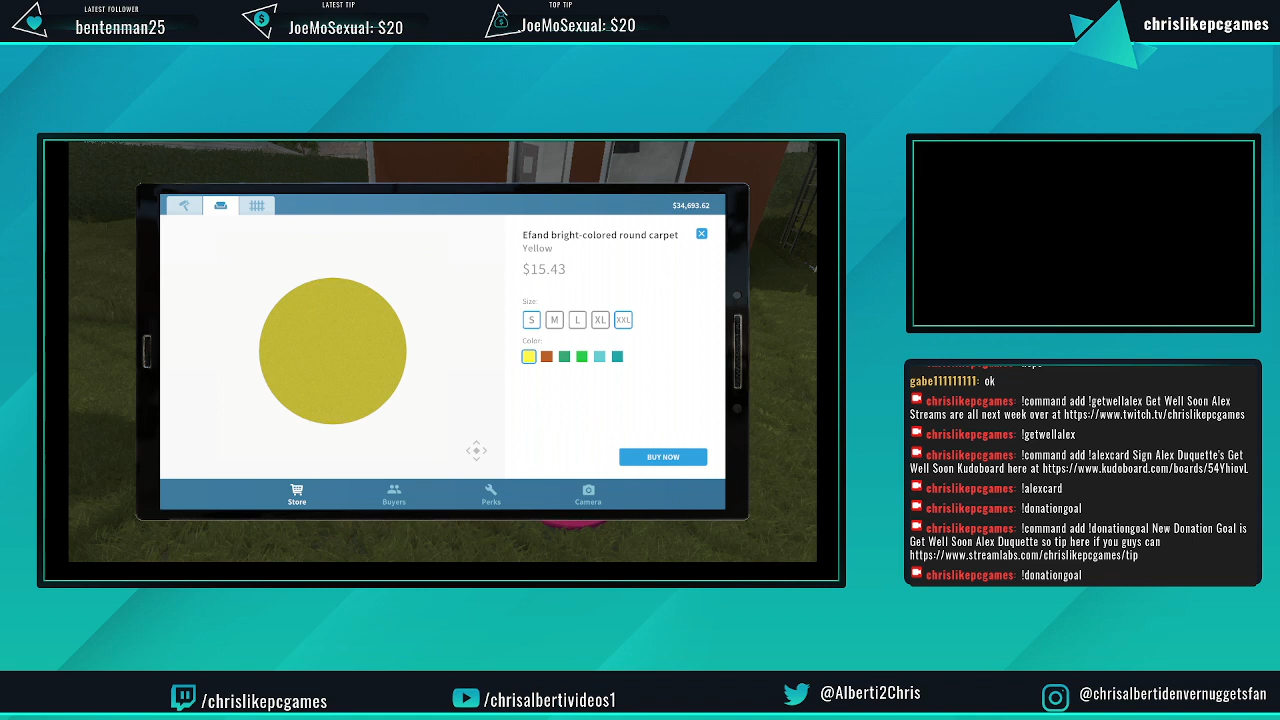 LATEST FOLLOWER
bentenman25
LATEST TIP
JoeMoSexual: $20
TOP TIP
JoeMoSexual: $20
chrislikepcgames
$34,693.62
Efand bright-colored round carpet
Yellow
$15.43
Size:
S M L XL XXL
Color:
BUY NOW
Store Buyers Perks Camera
gabe111111111: ok
chrislikepcgames: !command add !getwellalex Get Well Soon Alex
Streams are all next week over at https://www.twitch.tv/chrislikepcgames
chrislikepcgames: !getwellalex
chrislikepcgames: !command add !alexcard Sign Alex Duquette's Get
Well Soon Kudoboard here at https://www.kudoboard.com/boards/54YhiovL
chrislikepcgames: !alexcard
chrislikepcgames: !donationgoal
chrislikepcgames: !command add !donationgoal New Donation Goal is
Get Well Soon Alex Duquette so tip here if you guys can
https://www.streamlabs.com/chrislikepcgames/tip
chrislikepcgames: !donationgoal
/chrislikepcgames
/chrisalbertivideos1
@Alberti2Chris
@chrisalbertidenvernuggetsfan